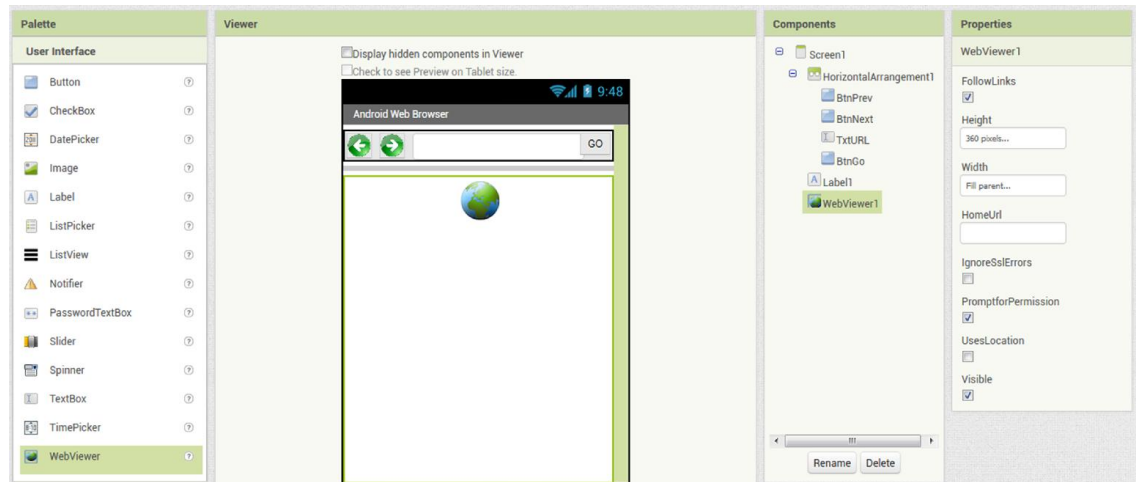 Palette
User Interface
Button
CheckBox
DatePicker
Image
Label
ListPicker
ListView
Notifier
PasswordTextBox
Slider
Spinner
TextBox
TimePicker
WebViewer
Viewer
Display hidden components in Viewer
Check to see Preview on Tablet size.
9:48
Android Web Browser
GO
Components
Screen1
HorizontalArrangement1
BtnPrev
BtnNext
TxtURL
BtnGo
Label1
WebViewer1
Rename Delete
Properties
WebViewer1
FollowLinks
Height
360 pixels...
Width
Fill parent...
HomeUrl
IgnoreSslErrors
PromptforPermission
UsesLocation
Visible